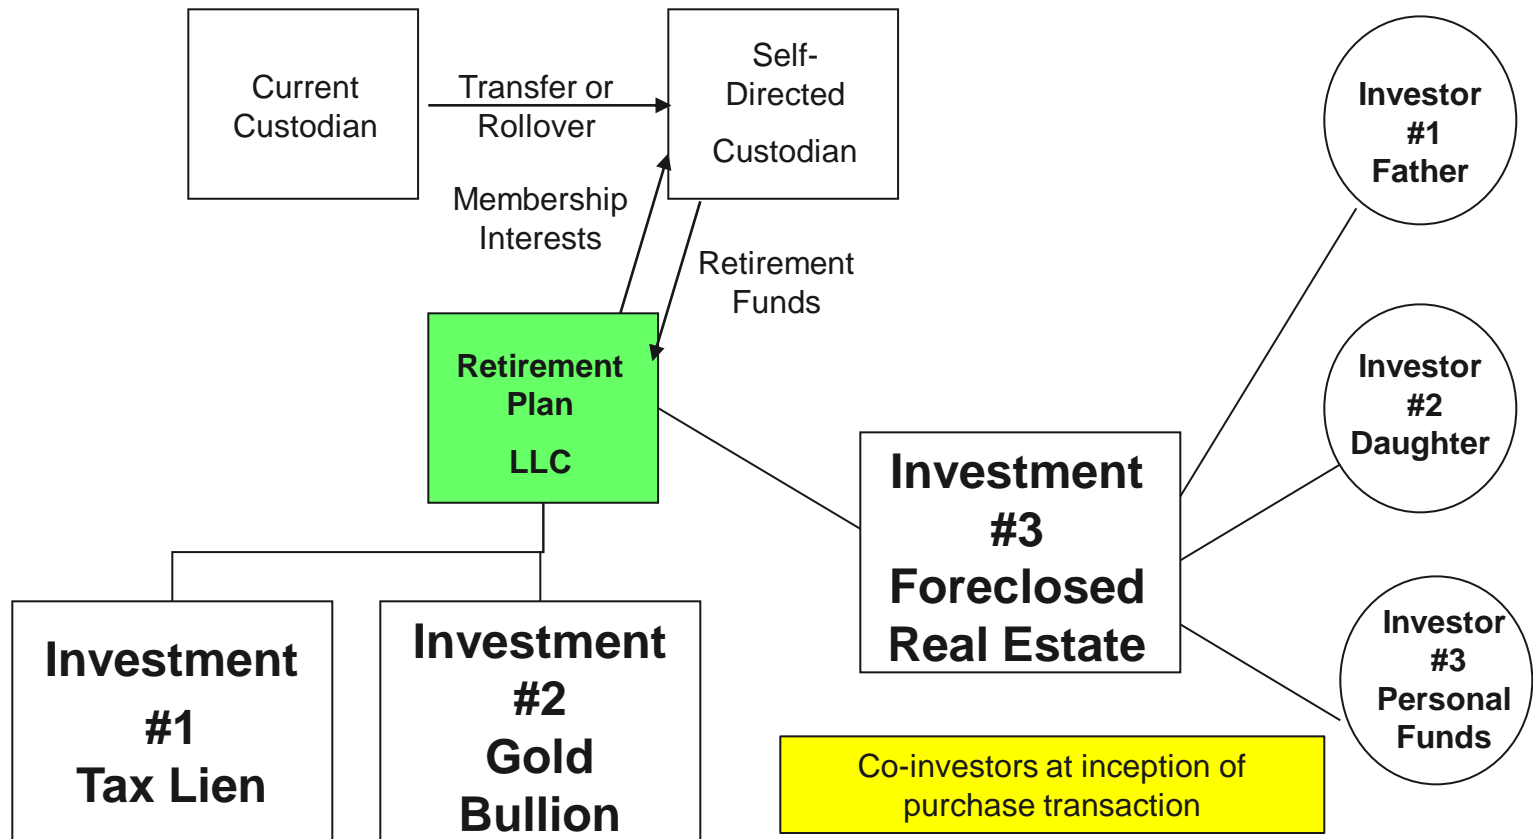 Current
Custodian
Transfer or
Rollover
Self-
Directed
Custodian
Membership
Interests
Retirement
Funds
Retirement
Plan
LLC
Investment
#1
Tax Lien
Investment
#2
Gold
Bullion
Investment
#3
Foreclosed
Real Estate
Investor
#1
Father
Investor
#2
Daughter
Investor
#3
Personal
Funds
Co-investors at inception of
purchase transaction